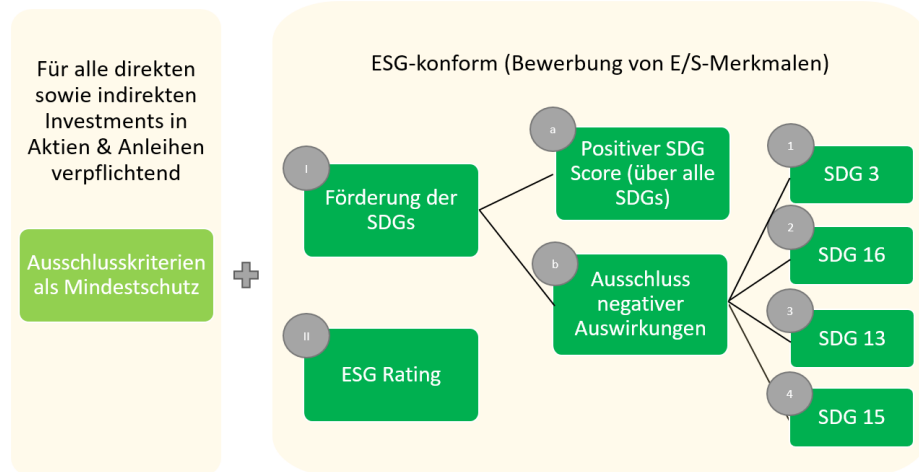 Für alle direkten
sowie indirekten
Investments in
Aktien & Anleihen
verpflichtend
Ausschlusskriterien
als Mindestschutz
ESG-konform (Bewerbung von E/S-Merkmalen)
I
Förderung der
SDGs
II
ESG Rating
a
Positiver SDG
Score (über alle
SDGs)
b
Ausschluss
negativer
Auswirkungen
1
SDG 3
2
SDG 16
3
SDG 13
4
SDG 15